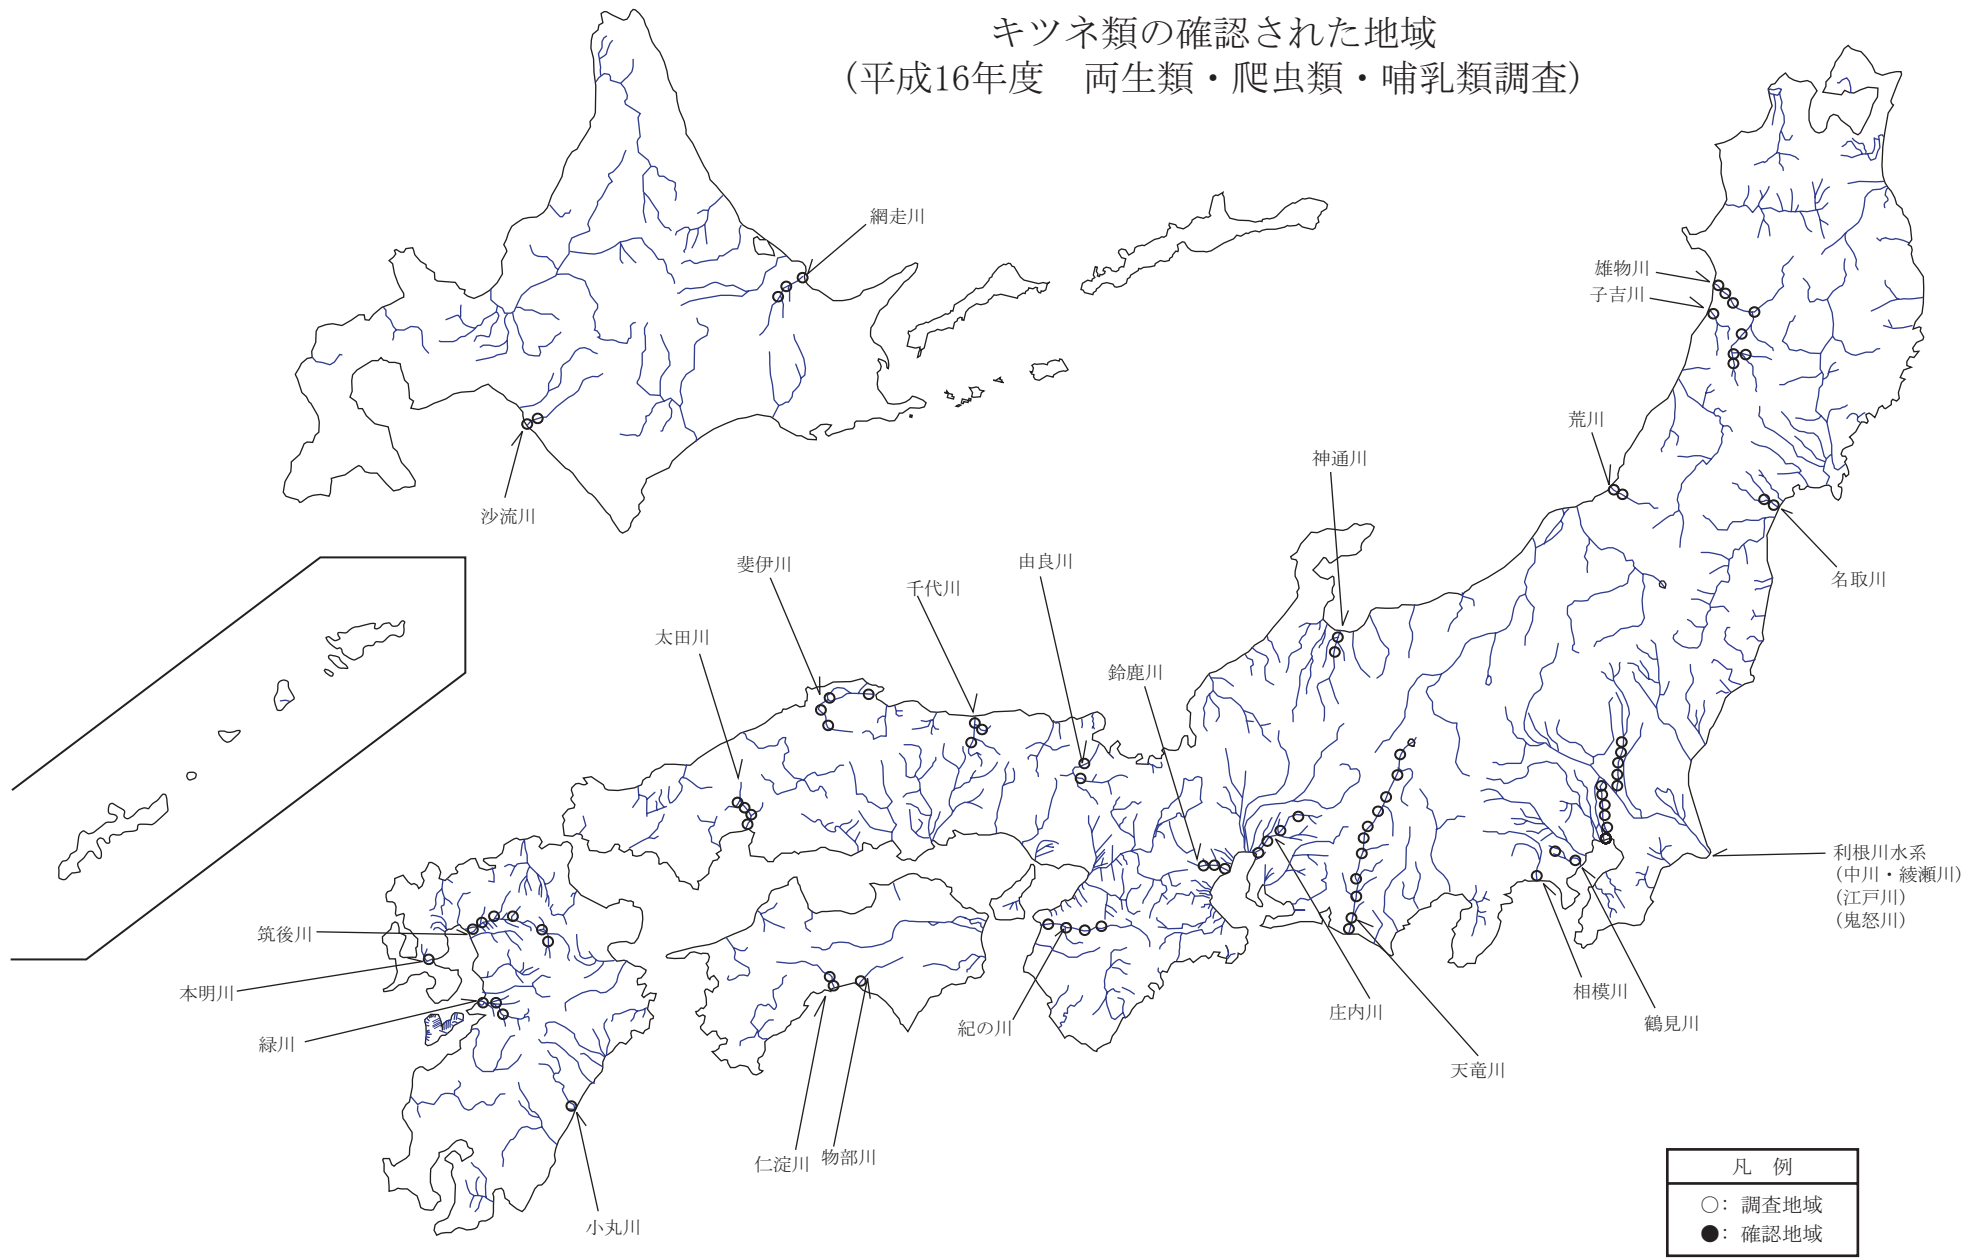 キツネ類の確認された地域
（平成16年度　両生類・爬虫類・哺乳類調査）
網走川
沙流川
雄物川
子吉川
荒川
名取川
神通川
斐伊川
千代川
由良川
太田川
鈴鹿川
利根川水系
（中川・綾瀬川）
（江戸川）
（鬼怒川）
筑後川
本明川
緑川
相模川
鶴見川
庄内川
紀の川
天竜川
仁淀川
物部川
小丸川
凡　例
○：調査地域
●：確認地域